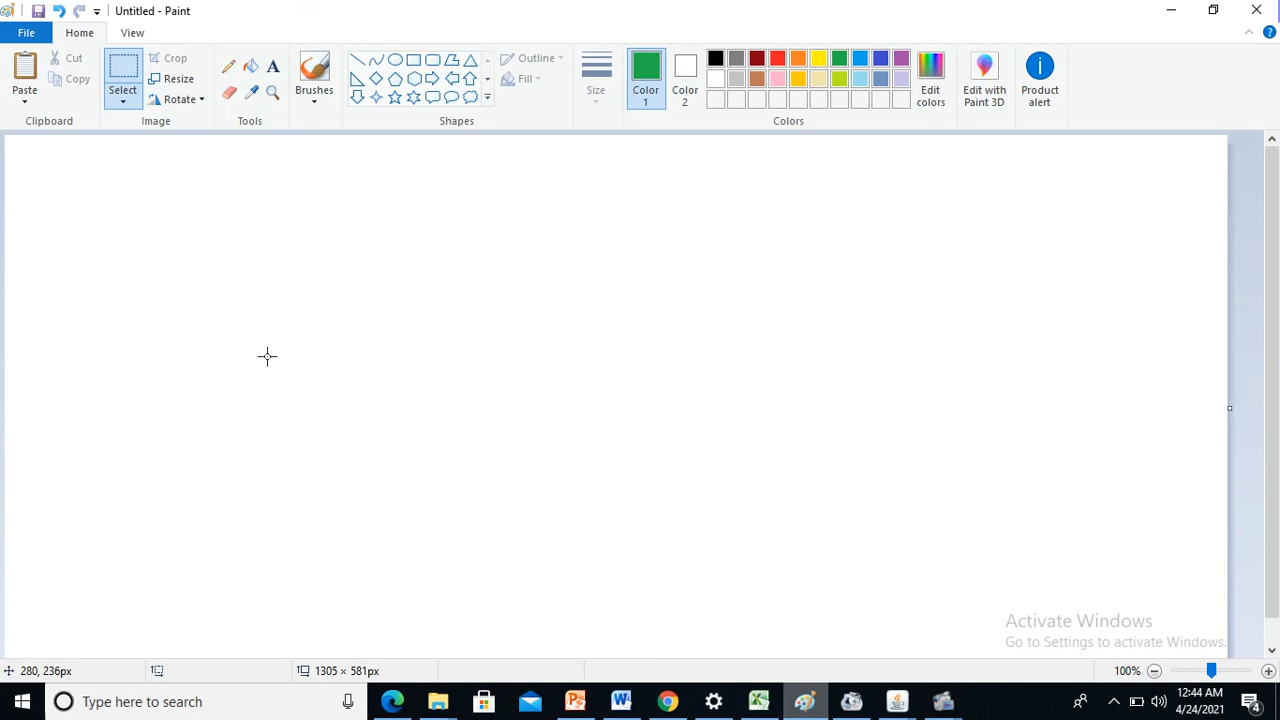 Untitled - Paint
File Home View
Paste
Cut
Copy
Clipboard
Select
Crop
Resize
Rotate
Image
A
Tools
Brushes
Shapes
Outline
Fill
Size
Color 1
Color 2
Edit colors
Colors
Edit with Paint 3D
Product alert
Activate Windows
Go to Settings to activate Windows.
280, 236px
1305 × 581px
100%
Type here to search
12:44 AM
4/24/2021
4